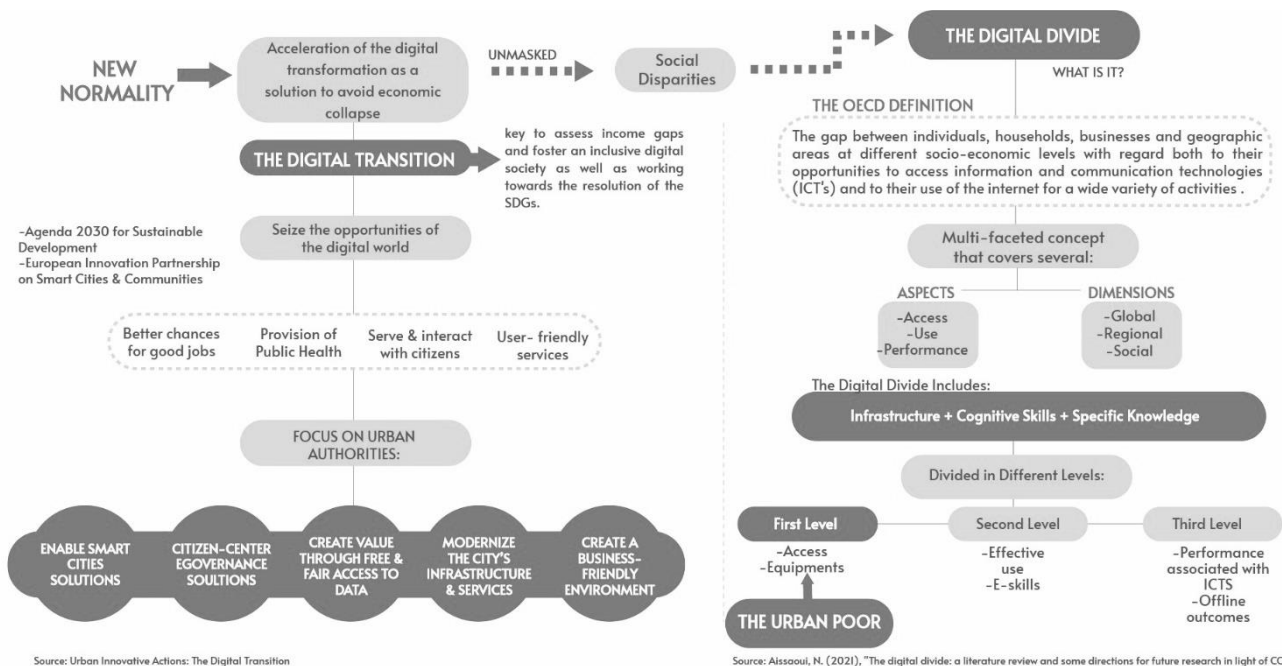 NEW
NORMALITY
Acceleration of the digital
transformation as a
solution to avoid economic
collapse
UNMASKED
Social
Disparities
THE DIGITAL DIVIDE
WHAT IS IT?
THE DIGITAL TRANSITION
key to assess income gaps
and foster an inclusive digital
society as well as working
towards the resolution of the
SDGs.
-Agenda 2030 for Sustainable
Development
-European Innovation Partnership
on Smart Cities & Communities
Seize the opportunities of
the digital world
Better chances
for good jobs
Provision of
Public Health
Serve & interact
with citizens
User- friendly
services
FOCUS ON URBAN
AUTHORITIES:
ENABLE SMART
CITIES
SOLUTIONS
CITIZEN-CENTER
EGOVERNANCE
SOULTIONS
CREATE VALUE
THROUGH FREE &
FAIR ACCESS TO
DATA
MODERNIZE
THE CITY'S
INFRASTRUCTURE
& SERVICES
CREATE A
BUSINESS-
FRIENDLY
ENVIRONMENT
Source: Urban Innovative Actions: The Digital Transition
THE OECD DEFINITION
The gap between individuals, households, businesses and geographic
areas at different socio-economic levels with regard both to their
opportunities to access information and communication technologies
(ICT's) and to their use of the internet for a wide variety of activities .
Multi-faceted concept
that covers several:
ASPECTS
-Access
-Use
-Performance
DIMENSIONS
-Global
-Regional
-Social
The Digital Divide Includes:
Infrastructure + Cognitive Skills + Specific Knowledge
Divided in Different Levels:
First Level
-Access
-Equipments
Second Level
-Effective
use
-E-skills
Third Level
-Performance
associated with
ICTS
-Offline
outcomes
THE URBAN POOR
Source: Aissaoui, N. (2021), "The digital divide: a literature review and some directions for future research in light of